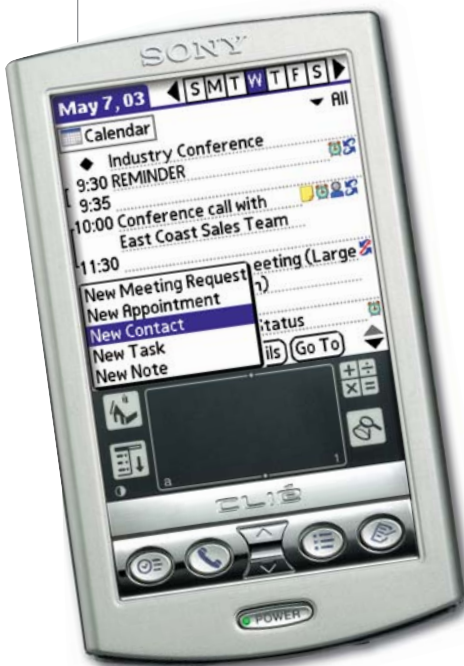 SONY
May 7, 03 S M T W T F S
All
Calendar
Industry Conference
9:30 REMINDER
9:35
10:00 Conference call with
East Coast Sales Team
11:30
eeting (Large
n)
New Meeting Request
New Appointment
New Contact
tatus
New Task
ils Go To
New Note
a 1
CLIÉ
POWER